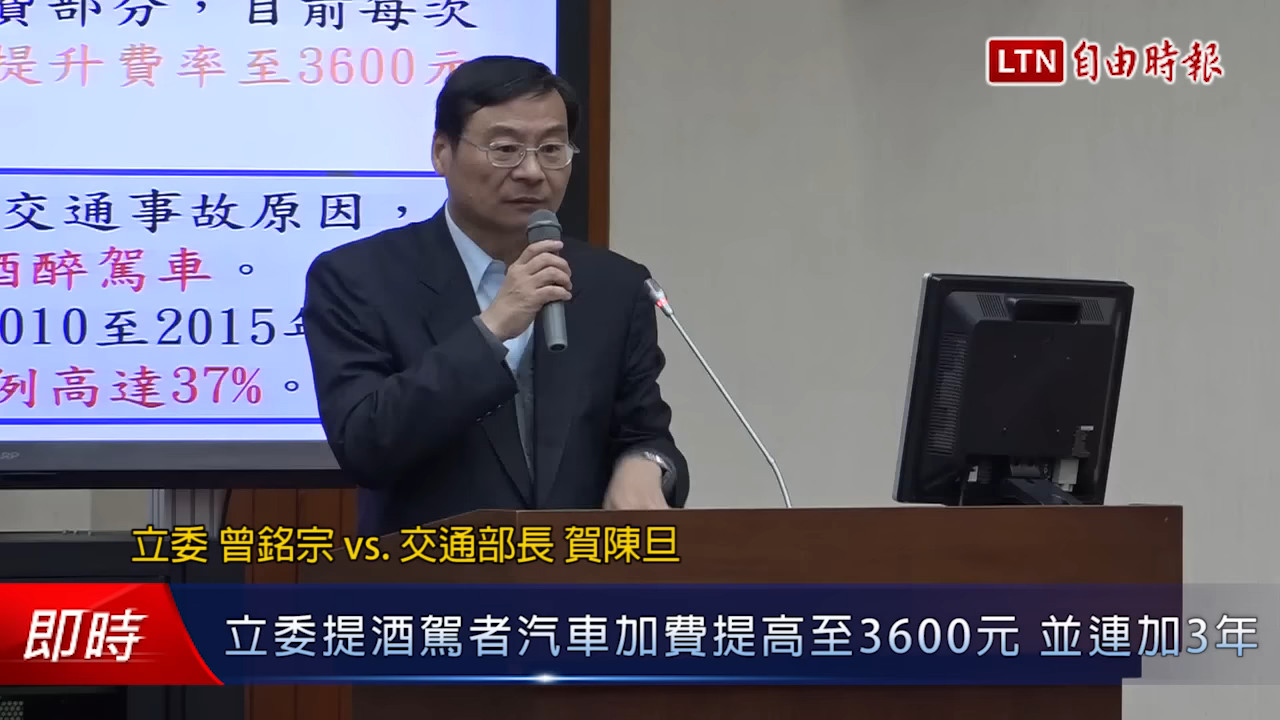 費部分，目前每次
提升費率至3600元
LTN 自由時報
交通事故原因，
酒醉駕車。
010至2015年
例高達37%。
立委 曾銘宗 vs. 交通部長 賀陳旦
即時
立委提酒駕者汽車加費提高至3600元 並連加3年